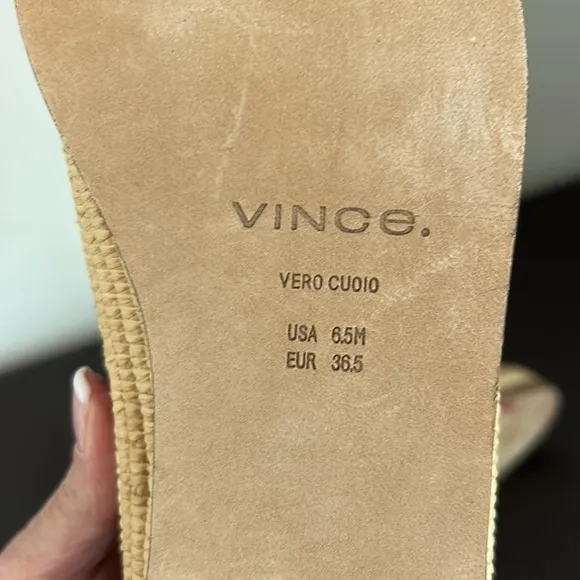 VINCe.
VERO CUOIO
USA 6.5M
EUR 36.5